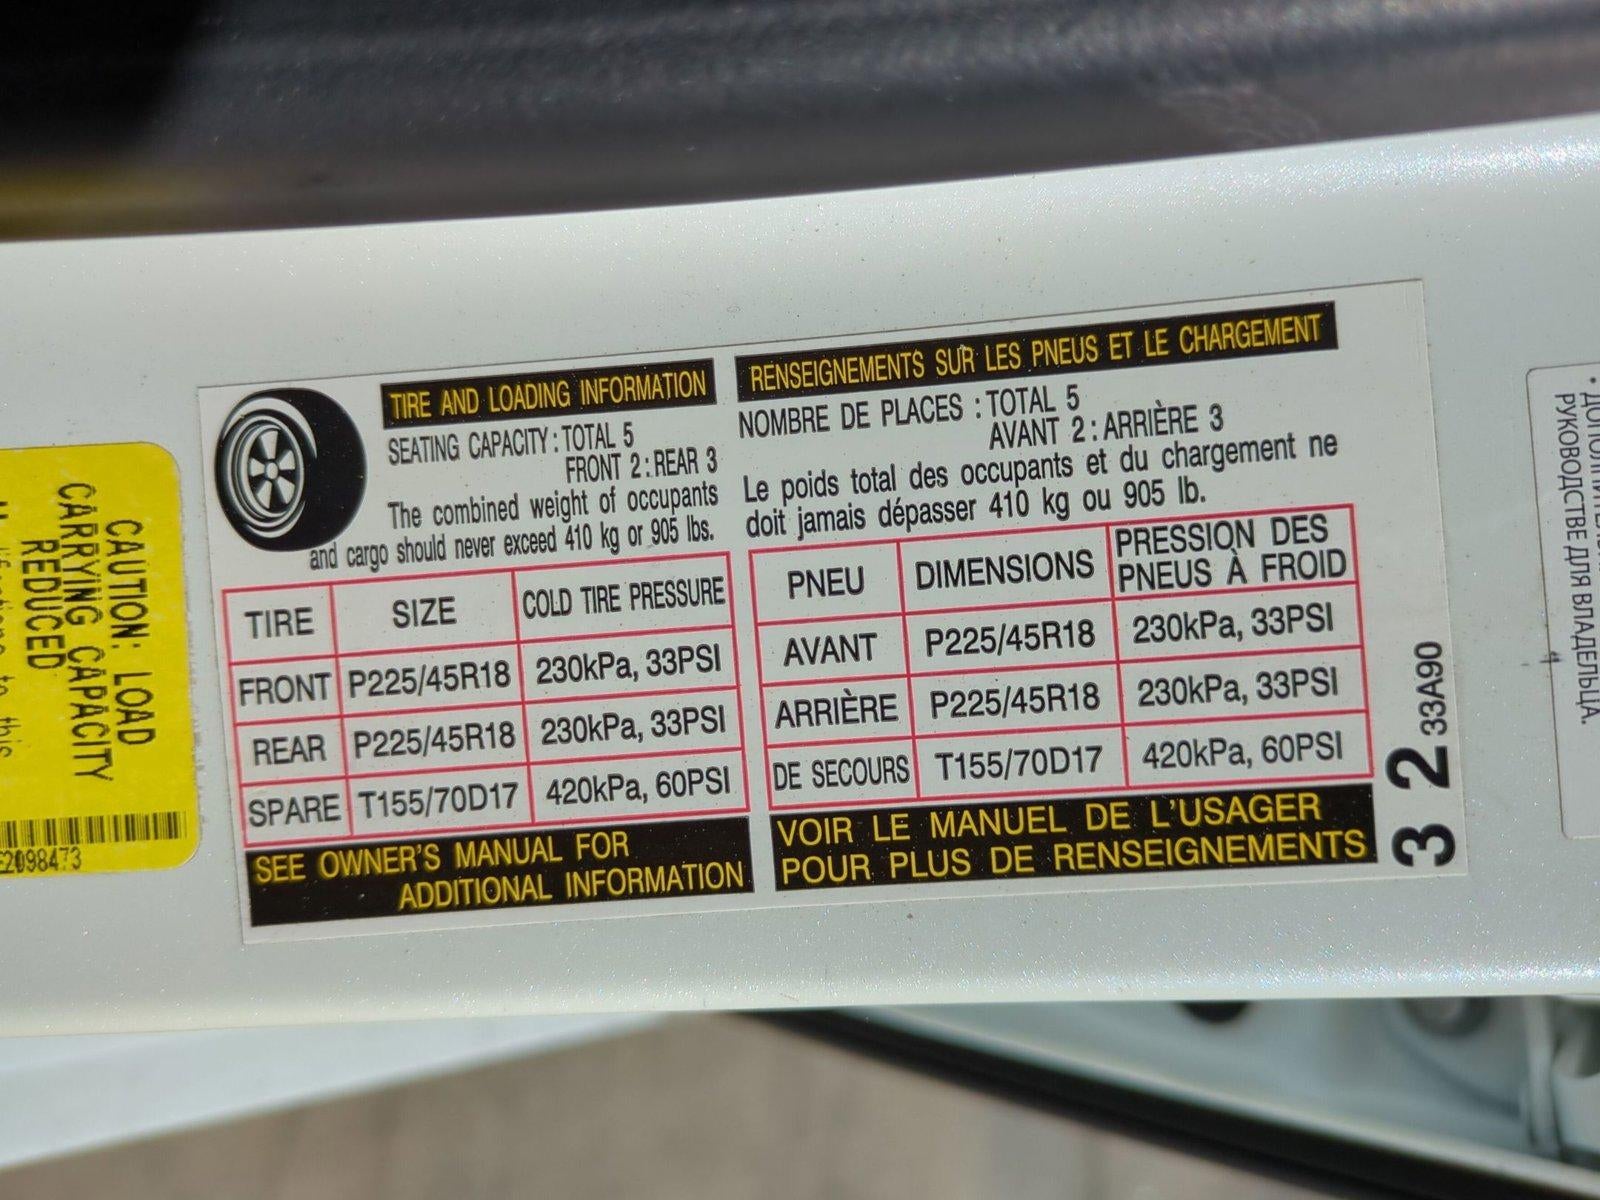 CAUTION: LOAD
CARRYING CAPACITY
REDUCED
to this
2098473
TIRE AND LOADING INFORMATION
SEATING CAPACITY : TOTAL 5
FRONT 2 : REAR 3
The combined weight of occupants
and cargo should never exceed 410 kg or 905 lbs.
TIRE SIZE COLD TIRE PRESSURE
FRONT P225/45R18 230kPa, 33PSI
REAR P225/45R18 230kPa, 33PSI
SPARE T155/70D17 420kPa, 60PSI
SEE OWNER'S MANUAL FOR
ADDITIONAL INFORMATION
RENSEIGNEMENTS SUR LES PNEUS ET LE CHARGEMENT
NOMBRE DE PLACES : TOTAL 5
AVANT 2 : ARRIÈRE 3
Le poids total des occupants et du chargement ne
doit jamais dépasser 410 kg ou 905 lb.
PNEU DIMENSIONS PRESSION DES
PNEUS À FROID
AVANT P225/45R18 230kPa, 33PSI
ARRIÈRE P225/45R18 230kPa, 33PSI
DE SECOURS T155/70D17 420kPa, 60PSI
VOIR LE MANUEL DE L'USAGER
POUR PLUS DE RENSEIGNEMENTS
3 2 33A90
РУКОВОДСТВЕ ДЛЯ ВЛАДЕЛЬЦА.